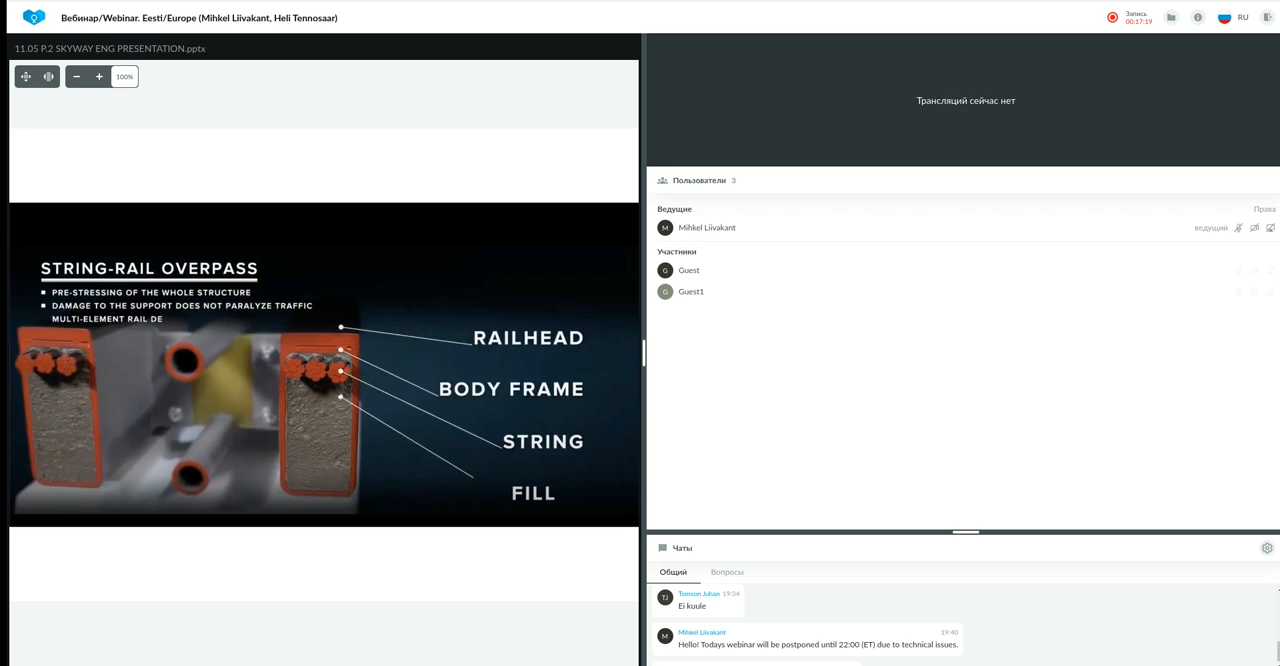 Вебинар/Webinar. Eesti/Europe (Mihkel Liivakant, Heli Tennosaar)
Запись
00:17:19
RU
11.05 P.2 SKYWAY ENG PRESENTATION.pptx
100%
STRING-RAIL OVERPASS
PRE-STRESSING OF THE WHOLE STRUCTURE
DAMAGE TO THE SUPPORT DOES NOT PARALYZE TRAFFIC
MULTI-ELEMENT RAIL DE
RAILHEAD
BODY FRAME
STRING
FILL
Трансляций сейчас нет
Пользователи 3
Ведущие Права
M Mihkel Liivakant ведущий
Участники
G Guest
G Guest1
Чаты
Общий Вопросы
TJ Tomson Juhan 19:34
Ei kuule
M Mihkel Liivakant 19:40
Hello! Todays webinar will be postponed until 22:00 (ET) due to technical issues.